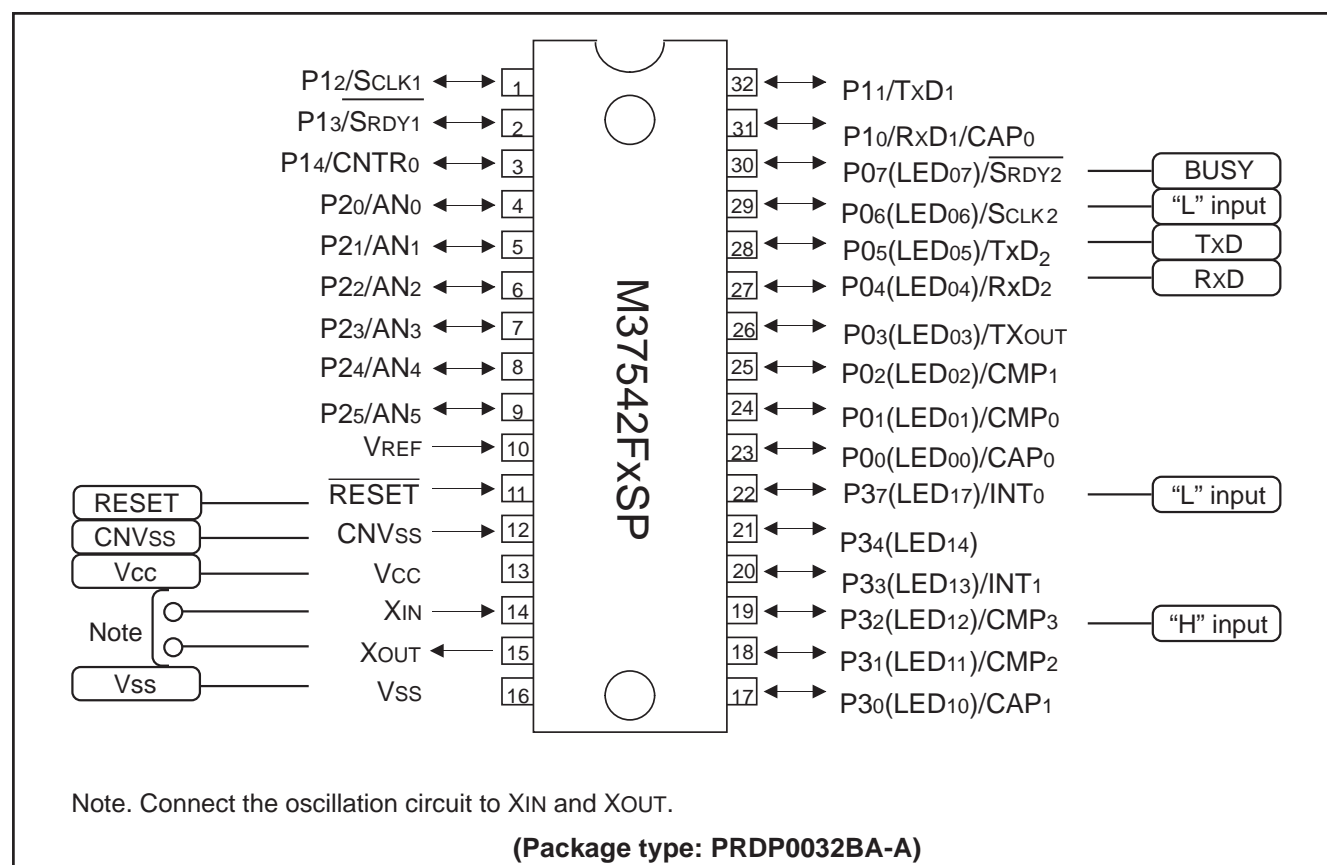 P12/SCLK1 1 32 P11/TXD1
P13/SRDY1 2 31 P10/RXD1/CAP0
P14/CNTR0 3 30 P07(LED07)/SRDY2 BUSY
P20/AN0 4 29 P06(LED06)/SCLK2 “L” input
P21/AN1 5 28 P05(LED05)/TxD2 TXD
P22/AN2 6 27 P04(LED04)/RxD2 RXD
P23/AN3 7 26 P03(LED03)/TXOUT
P24/AN4 8 25 P02(LED02)/CMP1
P25/AN5 9 24 P01(LED01)/CMP0
VREF 10 23 P00(LED00)/CAP0
RESET RESET 11 22 P37(LED17)/INT0 “L” input
CNVSS CNVSS 12 21 P34(LED14)
Vcc VCC 13 20 P33(LED13)/INT1
XIN 14 19 P32(LED12)/CMP3 “H” input
Note
XOUT 15 18 P31(LED11)/CMP2
Vss VSS 16 17 P30(LED10)/CAP1
M37542FxSP
Note. Connect the oscillation circuit to XIN and XOUT.
(Package type: PRDP0032BA-A)